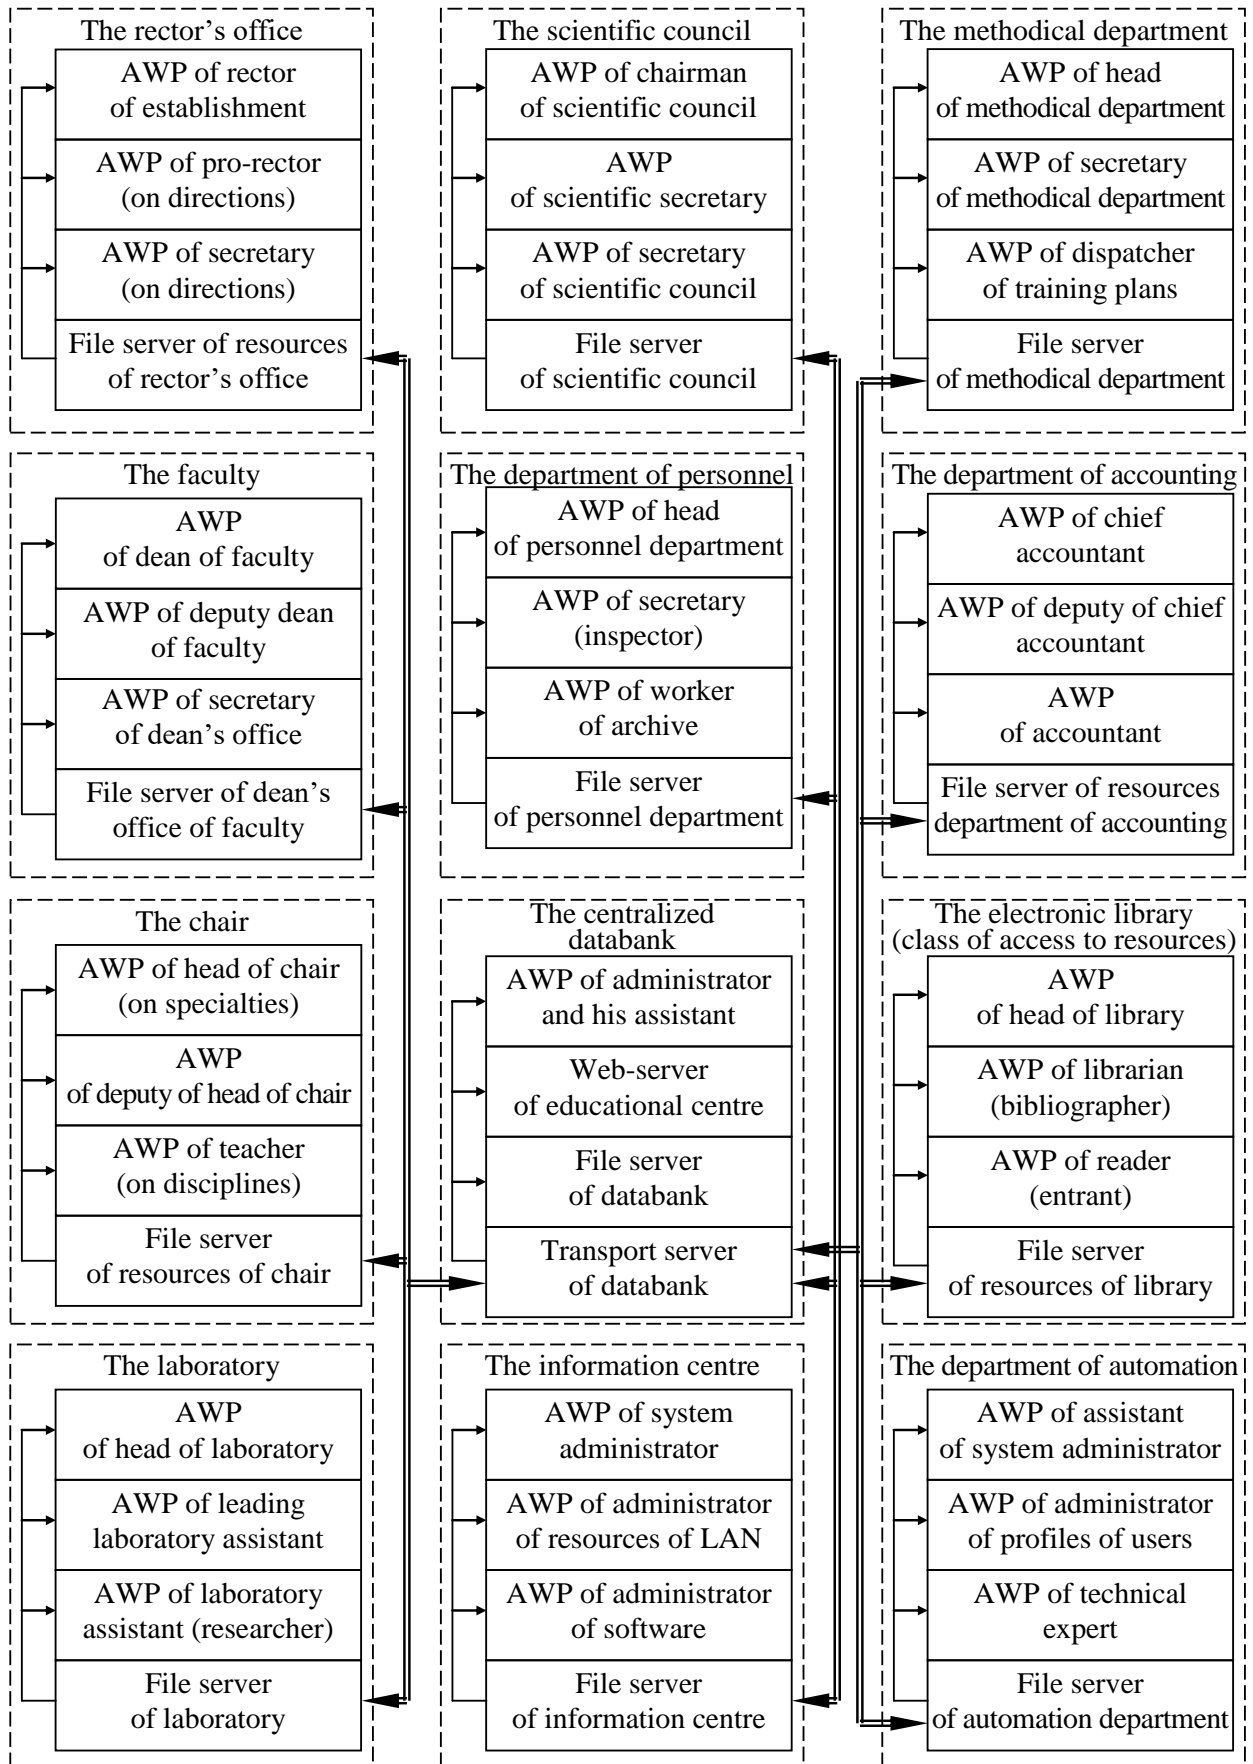 The rector’s office
AWP of rector
of establishment
AWP of pro-rector
(on directions)
AWP of secretary
(on directions)
File server of resources
of rector’s office
The scientific council
AWP of chairman
of scientific council
AWP
of scientific secretary
AWP of secretary
of scientific council
File server
of scientific council
The methodical department
AWP of head
of methodical department
AWP of secretary
of methodical department
AWP of dispatcher
of training plans
File server
of methodical department
The faculty
AWP
of dean of faculty
AWP of deputy dean
of faculty
AWP of secretary
of dean’s office
File server of dean’s
office of faculty
The department of personnel
AWP of head
of personnel department
AWP of secretary
(inspector)
AWP of worker
of archive
File server
of personnel department
The department of accounting
AWP of chief
accountant
AWP of deputy of chief
accountant
AWP
of accountant
File server of resources
department of accounting
The chair
AWP of head of chair
(on specialties)
AWP
of deputy of head of chair
AWP of teacher
(on disciplines)
File server
of resources of chair
The centralized
databank
AWP of administrator
and his assistant
Web-server
of educational centre
File server
of databank
Transport server
of databank
The electronic library
(class of access to resources)
AWP
of head of library
AWP of librarian
(bibliographer)
AWP of reader
(entrant)
File server
of resources of library
The laboratory
AWP
of head of laboratory
AWP of leading
laboratory assistant
AWP of laboratory
assistant (researcher)
File server
of laboratory
The information centre
AWP of system
administrator
AWP of administrator
of resources of LAN
AWP of administrator
of software
File server
of information centre
The department of automation
AWP of assistant
of system administrator
AWP of administrator
of profiles of users
AWP of technical
expert
File server
of automation department